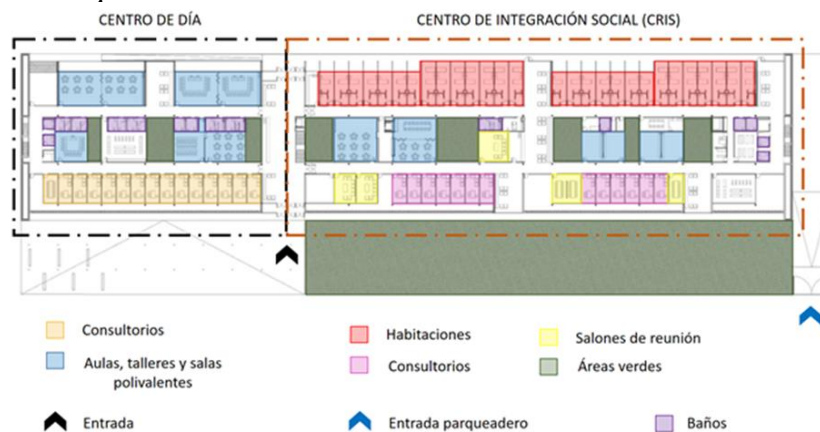 CENTRO DE DÍA
CENTRO DE INTEGRACIÓN SOCIAL (CRIS)
Consultorios
Habitaciones
Salones de reunión
Aulas, talleres y salas
polivalentes
Consultorios
Áreas verdes
Entrada
Entrada parqueadero
Baños